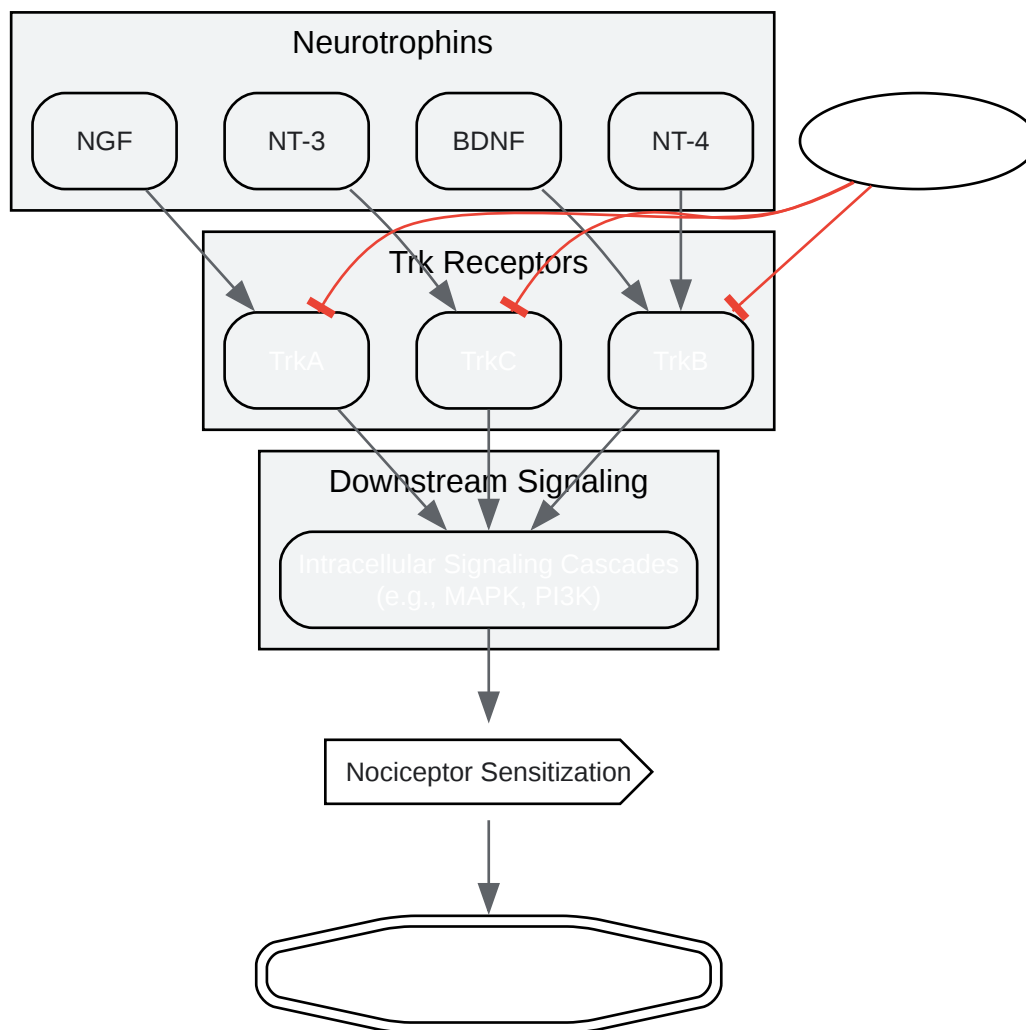 Neurotrophins
NGF
NT-3
BDNF
NT-4
Trk Receptors
TrkA
TrkC
TrkB
Downstream Signaling
Intracellular Signaling Cascades
(e.g., MAPK, PI3K)
Nociceptor Sensitization